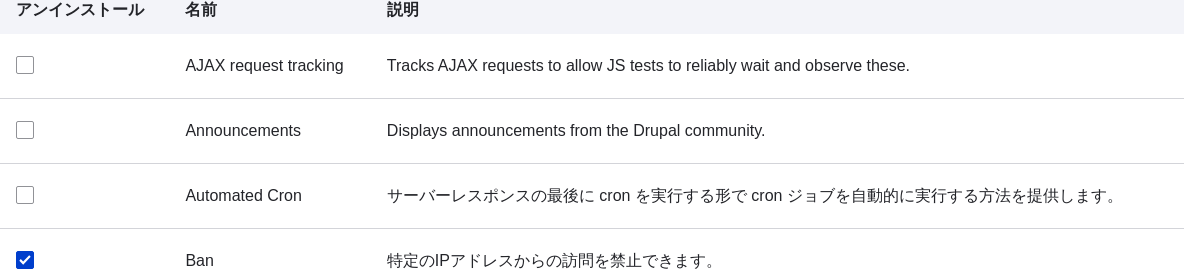 アンインストール 名前 説明
AJAX request tracking Tracks AJAX requests to allow JS tests to reliably wait and observe these.
Announcements Displays announcements from the Drupal community.
Automated Cron サーバーレスポンスの最後に cron を実行する形で cron ジョブを自動的に実行する方法を提供します。
Ban 特定のIPアドレスからの訪問を禁止できます。